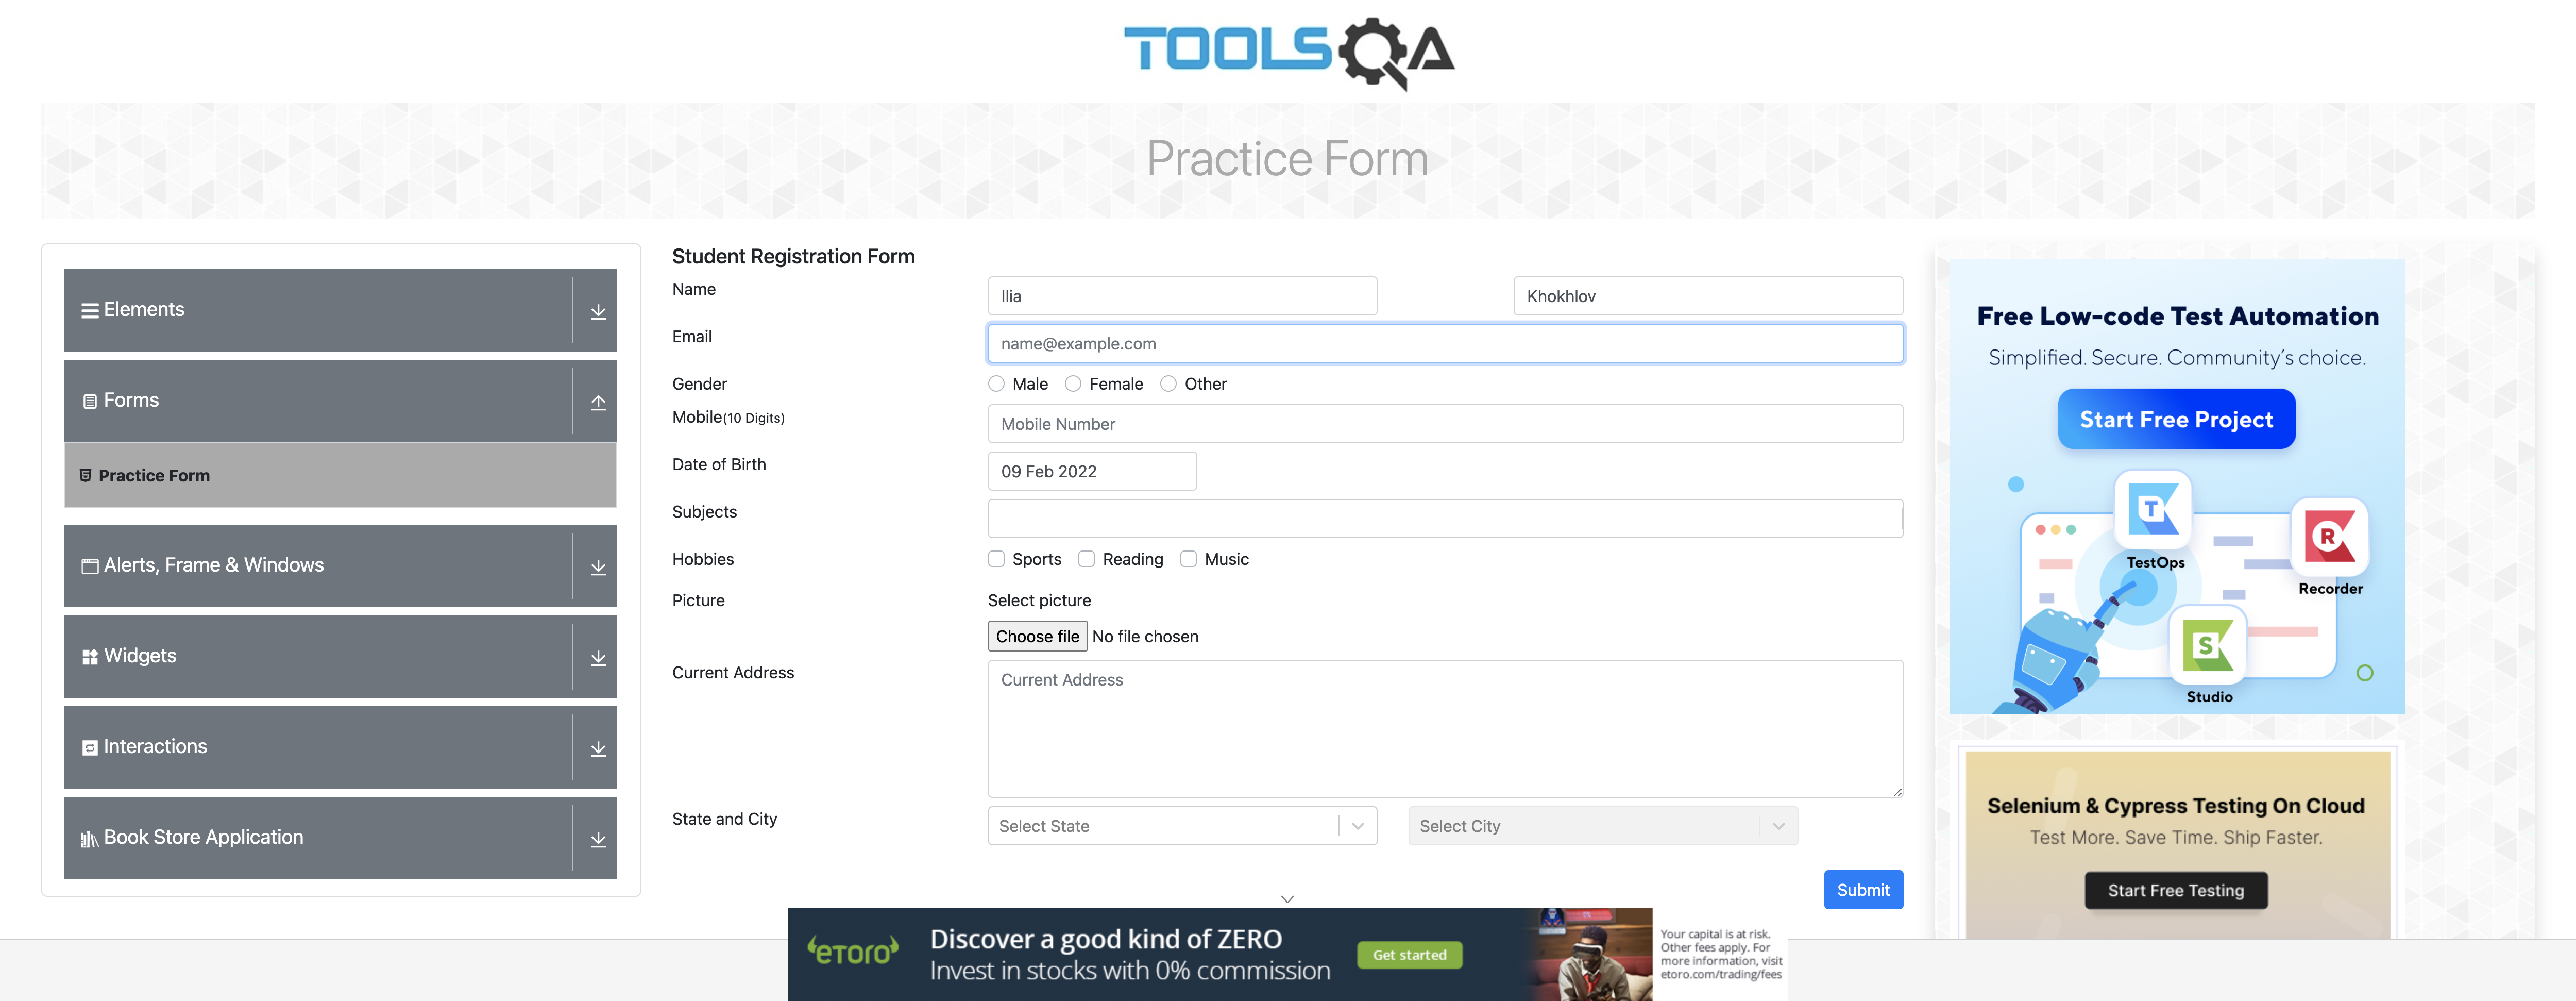 TOOLSQA
Practice Form
Elements
Forms
Practice Form
Alerts, Frame & Windows
Widgets
Interactions
Book Store Application
Student Registration Form
Name
Ilia
Khokhlov
Email
name@example.com
Gender
Male
Female
Other
Mobile(10 Digits)
Mobile Number
Date of Birth
09 Feb 2022
Subjects
Hobbies
Sports
Reading
Music
Picture
Select picture
Choose file No file chosen
Current Address
Current Address
State and City
Select State
Select City
Submit
Free Low-code Test Automation
Simplified. Secure. Community's choice.
Start Free Project
T
TestOps
R
Recorder
S
Studio
Selenium & Cypress Testing On Cloud
Test More. Save Time. Ship Faster.
Start Free Testing
etoro
Discover a good kind of ZERO
Invest in stocks with 0% commission
Get started
Your capital is at risk.
Other fees apply. For
more information, visit
etoro.com/trading/fees